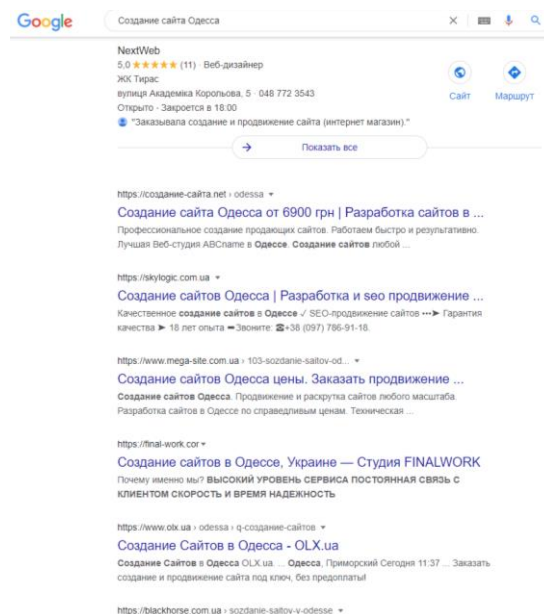 Google
Создание сайта Одесса
NextWeb
5,0 ★★★★★ (11) · Веб-дизайнер
ЖК Тирас
вулиця Академіка Корольова, 5 · 048 772 3543
Открыто · Закроется в 18:00
"Заказывала создание и продвижение сайта (интернет магазин)."
Сайт
Маршрут
Показать все
https://создание-сайта.net › odessa
Создание сайта Одесса от 6900 грн | Разработка сайтов в ...
Профессиональное создание продающих сайтов. Работаем быстро и результативно.
Лучшая Веб-студия ABCname в Одессе. Создание сайтов любой ...
https://skylogic.com.ua
Создание сайтов Одесса | Разработка и seo продвижение ...
Качественное создание сайтов в Одессе ✓ SEO-продвижение сайтов •••➤ Гарантия
качества ➤ 18 лет опыта ➡Звоните: ☎+38 (097) 786-91-18.
https://www.mega-site.com.ua › 103-sozdanie-saitov-od...
Создание сайтов Одесса цены. Заказать продвижение ...
Создание сайтов Одесса. Продвижение и раскрутка сайтов любого масштаба.
Разработка сайтов в Одессе по справедливым ценам. Техническая ...
https://final-work.cor
Создание сайтов в Одессе, Украине — Студия FINALWORK
Почему именно мы? ВЫСОКИЙ УРОВЕНЬ СЕРВИСА ПОСТОЯННАЯ СВЯЗЬ С
КЛИЕНТОМ СКОРОСТЬ И ВРЕМЯ НАДЕЖНОСТЬ
https://www.olx.ua › odessa › q-создание-сайтов
Создание Сайтов в Одесса - OLX.ua
Создание Сайтов в Одесса OLX.ua. ... Одесса, Приморский Сегодня 11:37 ... Заказать
создание и продвижение сайта под ключ, без предоплаты!
https://blackhorse.com.ua › sozdanie-saitov-v-odesse